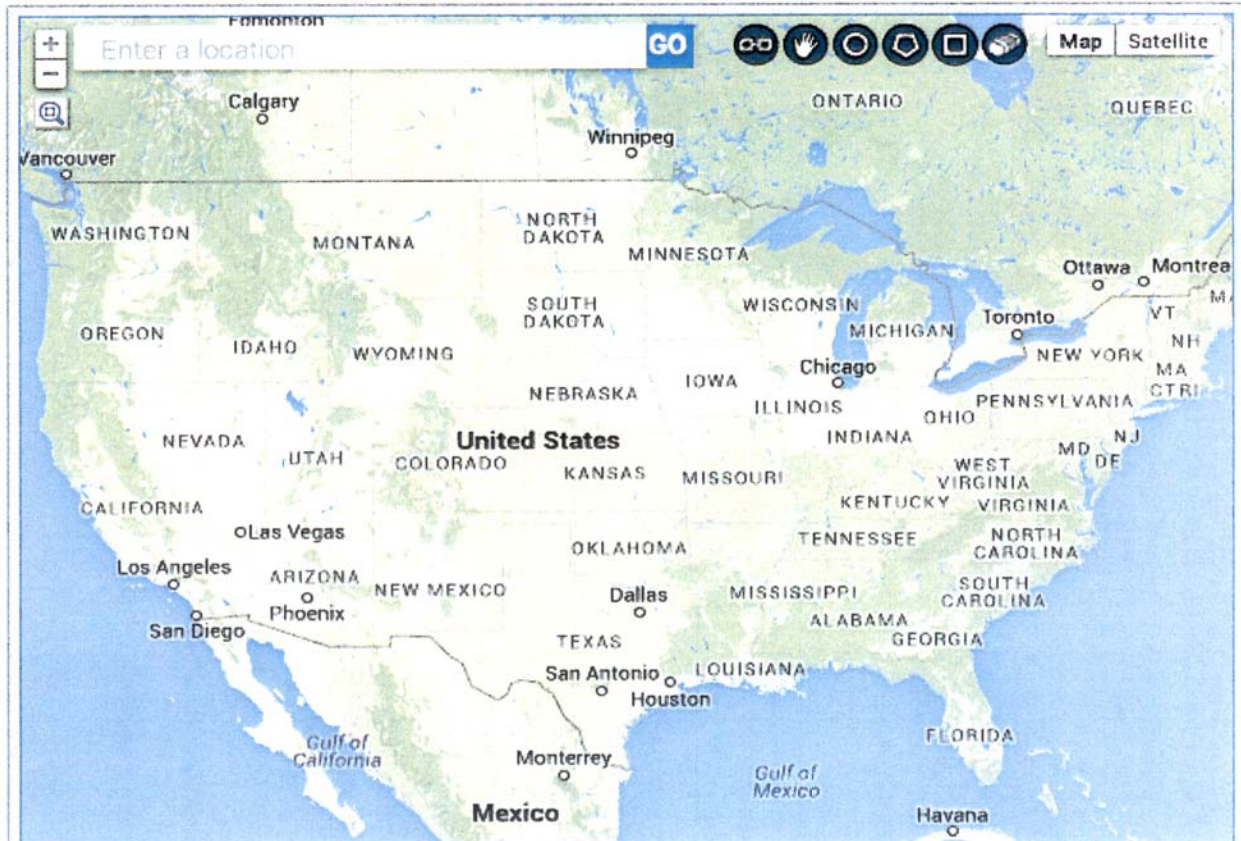 Edmonton
+
Enter a location
GO
Map
Satellite
−
Calgary
ONTARIO
QUEBEC
Winnipeg
Vancouver
WASHINGTON
MONTANA
NORTH
DAKOTA
MINNESOTA
Ottawa
Montrea
OREGON
IDAHO
WYOMING
SOUTH
DAKOTA
WISCONSIN
MICHIGAN
Toronto
VT
NH
NEW YORK
MA
CTRI
NEBRASKA
IOWA
Chicago
ILLINOIS
PENNSYLVANIA
OHIO
INDIANA
NEVADA
UTAH
United States
COLORADO
KANSAS
MISSOURI
NJ
MD
DE
WEST
VIRGINIA
KENTUCKY
VIRGINIA
CALIFORNIA
Las Vegas
OKLAHOMA
TENNESSEE
NORTH
CAROLINA
Los Angeles
ARIZONA
NEW MEXICO
Phoenix
San Diego
Dallas
MISSISSIPPI
SOUTH
CAROLINA
ALABAMA
GEORGIA
TEXAS
San Antonio
LOUISIANA
Houston
FLORIDA
Gulf of
California
Monterrey
Gulf of
Mexico
Mexico
Havana